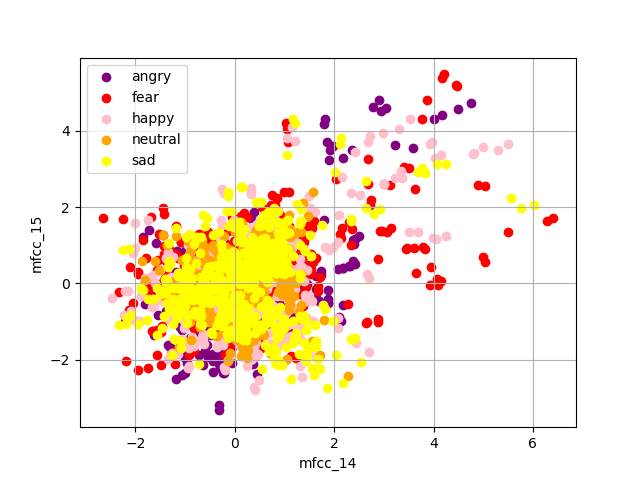 angry
fear
happy
neutral
sad
4
2
0
−2
mfcc_15
−2
0
2
4
6
mfcc_14